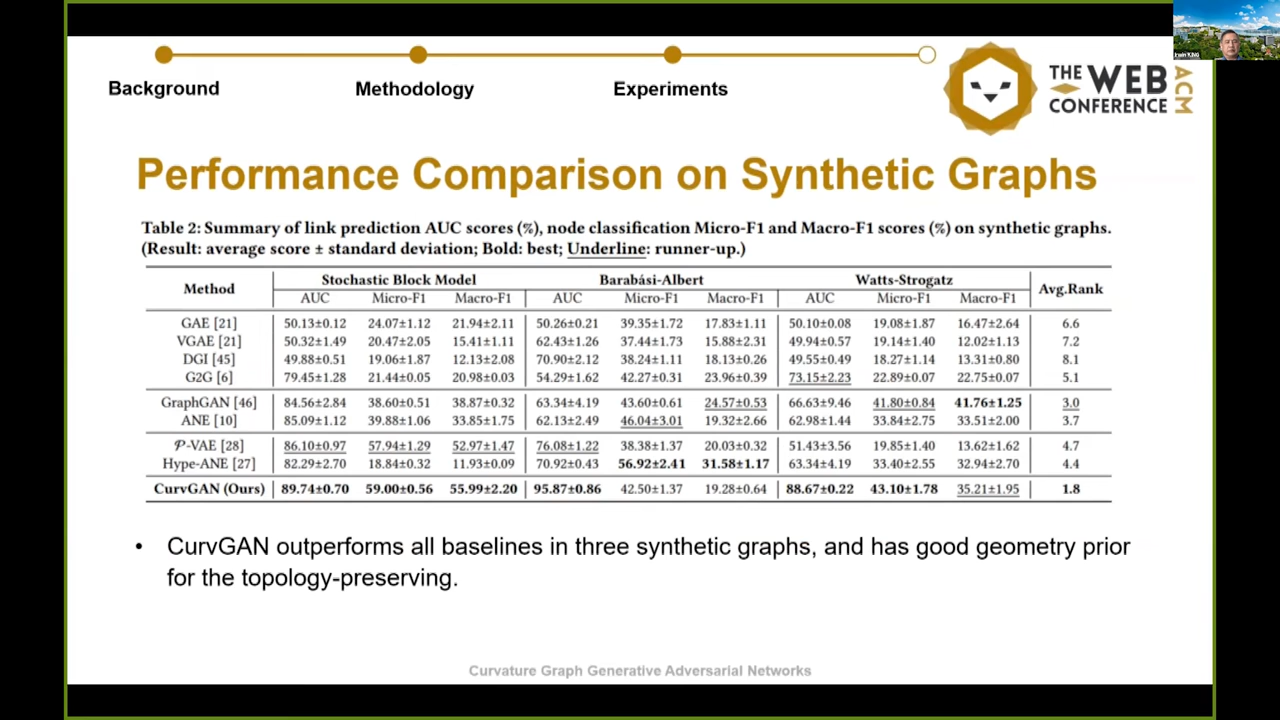 Background
Methodology
Experiments
THE WEB
CONFERENCE
ACM
Performance Comparison on Synthetic Graphs
Table 2: Summary of link prediction AUC scores (%), node classification Micro-F1 and Macro-F1 scores (%) on synthetic graphs.
(Result: average score ± standard deviation; Bold: best; Underline: runner-up.)
Method Stochastic Block Model Barabási-Albert Watts-Strogatz Avg.Rank
AUC Micro-F1 Macro-F1 AUC Micro-F1 Macro-F1 AUC Micro-F1 Macro-F1
GAE [21] 50.13±0.12 24.07±1.12 21.94±2.11 50.26±0.21 39.35±1.72 17.83±1.11 50.10±0.08 19.08±1.87 16.47±2.64 6.6
VGAE [21] 50.32±1.49 20.47±2.05 15.41±1.11 62.43±1.26 37.44±1.73 15.88±2.31 49.94±0.57 19.14±1.40 12.02±1.13 7.2
DGI [45] 49.88±0.51 19.06±1.87 12.13±2.08 70.90±2.12 38.24±1.11 18.13±0.26 49.55±0.49 18.27±1.14 13.31±0.80 8.1
G2G [6] 79.45±1.28 21.44±0.05 20.98±0.03 54.29±1.62 42.27±0.31 23.96±0.39 73.15±2.23 22.89±0.07 22.75±0.07 5.1
GraphGAN [46] 84.56±2.84 38.60±0.51 38.87±0.32 63.34±4.19 43.60±0.61 24.57±0.53 66.63±9.46 41.80±0.84 41.76±1.25 3.0
ANE [10] 85.09±1.12 39.88±1.06 33.85±1.75 62.13±2.49 46.04±3.01 19.32±2.66 62.98±1.44 33.84±2.75 33.51±2.00 3.7
𝒫-VAE [28] 86.10±0.97 57.94±1.29 52.97±1.47 76.08±1.22 38.38±1.37 20.03±0.32 51.43±3.56 19.85±1.40 13.62±1.62 4.7
Hype-ANE [27] 82.29±2.70 18.84±0.32 11.93±0.09 70.92±0.43 56.92±2.41 31.58±1.17 63.34±4.19 33.40±2.55 32.94±2.70 4.4
CurvGAN (Ours) 89.74±0.70 59.00±0.56 55.99±2.20 95.87±0.86 42.50±1.37 19.28±0.64 88.67±0.22 43.10±1.78 35.21±1.95 1.8
• CurvGAN outperforms all baselines in three synthetic graphs, and has good geometry prior
for the topology-preserving.
Curvature Graph Generative Adversarial Networks